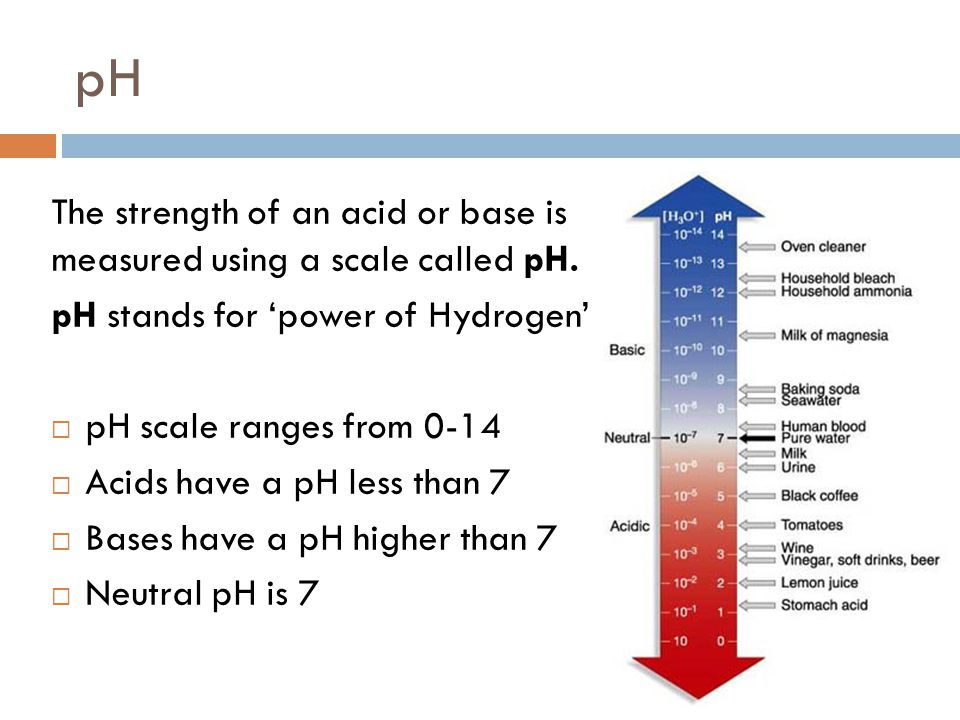 pH
The strength of an acid or base is
measured using a scale called pH.
pH stands for ‘power of Hydrogen’
pH scale ranges from 0-14
Acids have a pH less than 7
Bases have a pH higher than 7
Neutral pH is 7
[H₃O⁺] pH
10⁻¹⁴ 14
Oven cleaner
10⁻¹³ 13
Household bleach
10⁻¹² 12 Household ammonia
10⁻¹¹ 11
Milk of magnesia
Basic 10⁻¹⁰ 10
10⁻⁹ 9
Baking soda
10⁻⁸ 8 Seawater
Human blood
Neutral 10⁻⁷ 7 Pure water
Milk
10⁻⁶ 6 Urine
10⁻⁵ 5 Black coffee
Acidic 10⁻⁴ 4 Tomatoes
Wine
10⁻³ 3 Vinegar, soft drinks, beer
10⁻² 2 Lemon juice
10⁻¹ 1 Stomach acid
10 0